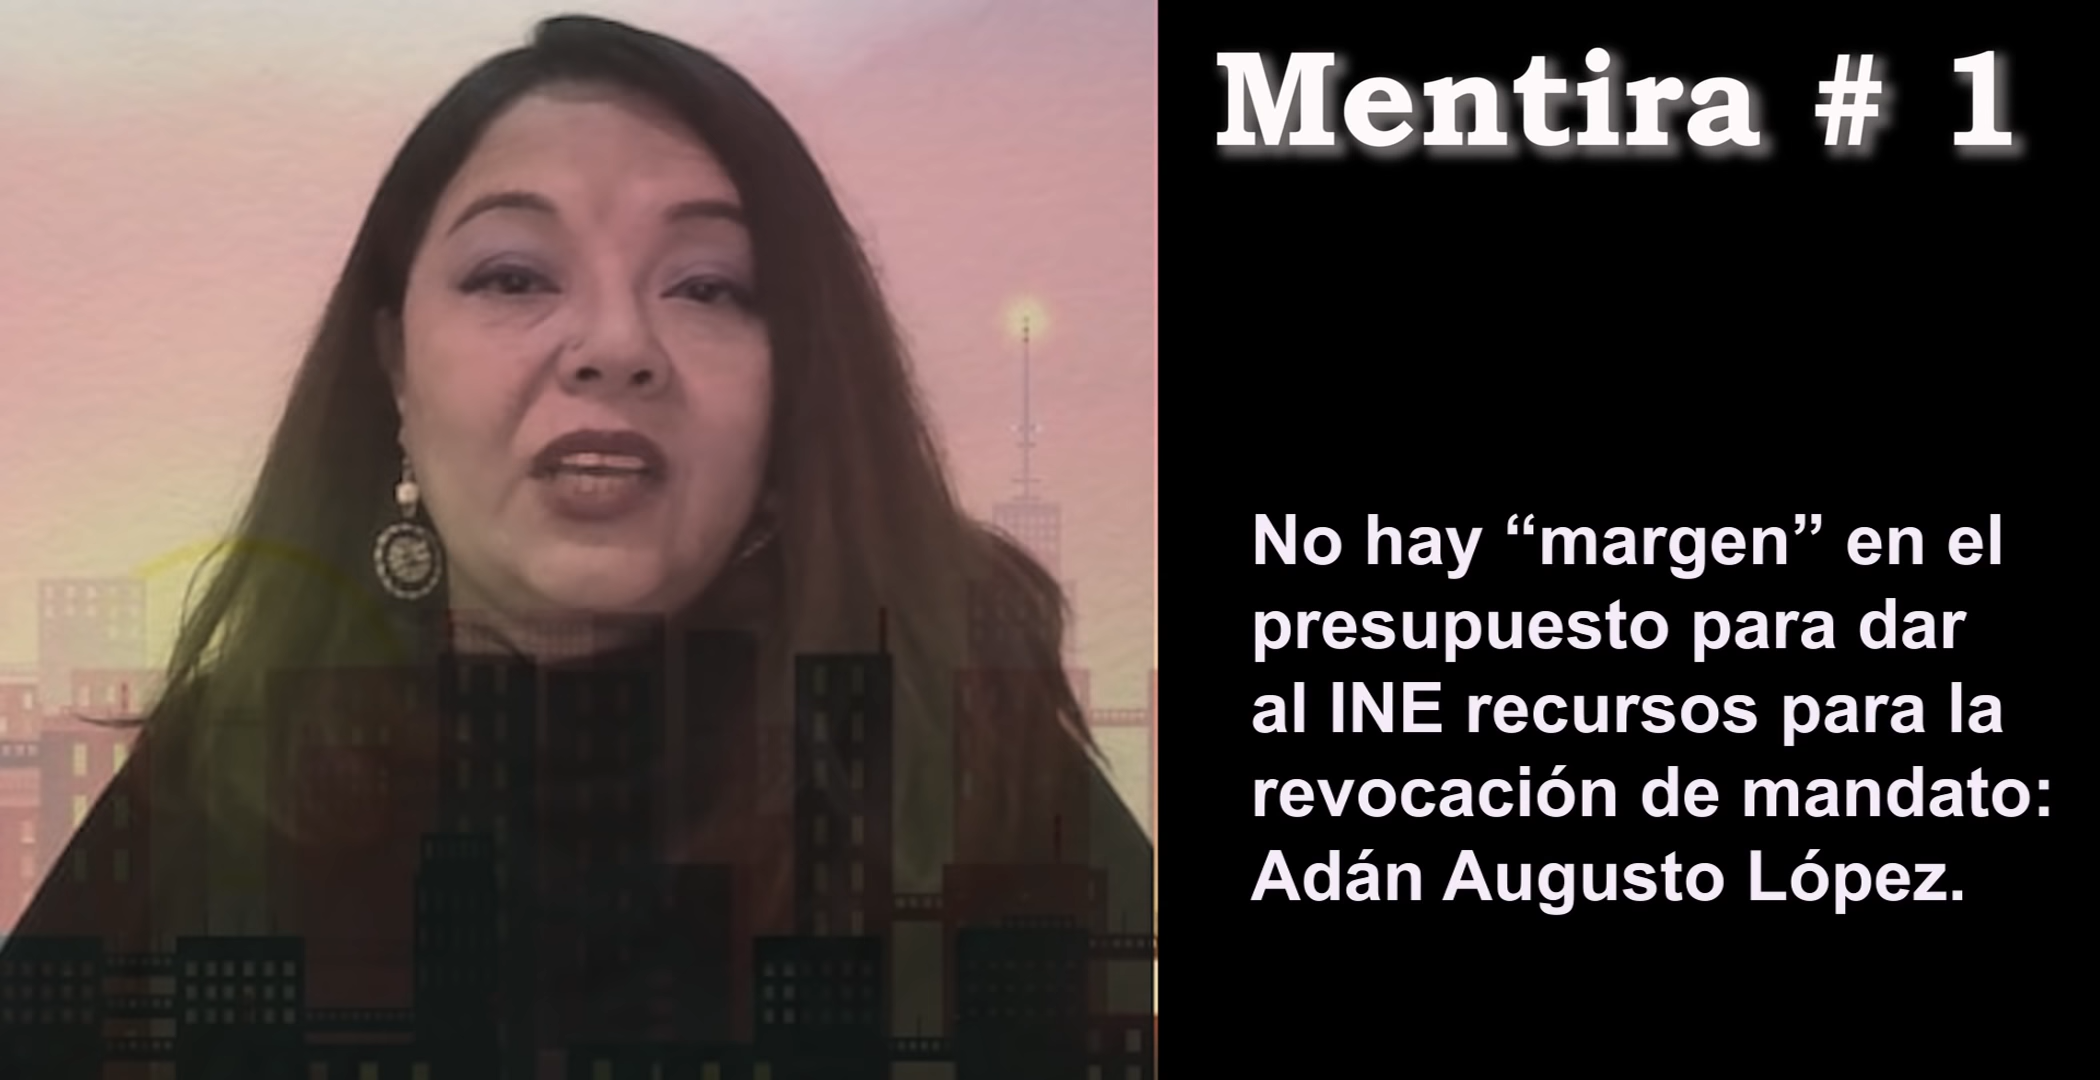 Mentira # 1
No hay “margen” en el
presupuesto para dar
al INE recursos para la
revocación de mandato:
Adán Augusto López.